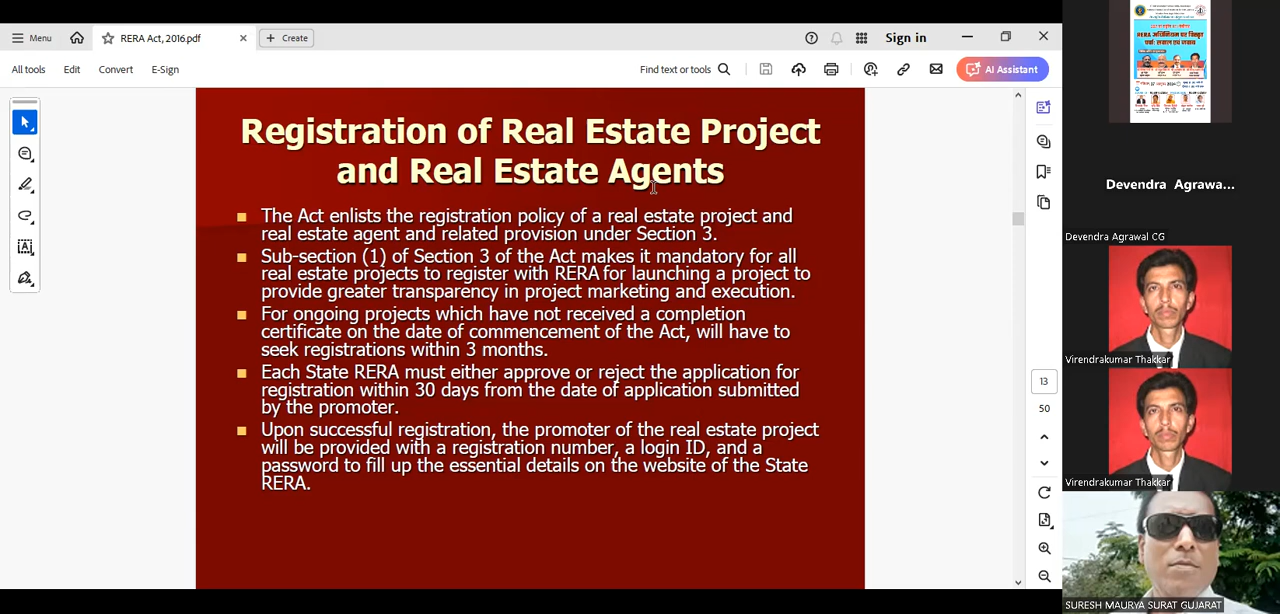 Menu
RERA Act, 2016.pdf
Create
Sign in
All tools
Edit
Convert
E-Sign
Find text or tools
AI Assistant
Registration of Real Estate Project
and Real Estate Agents
The Act enlists the registration policy of a real estate project and
real estate agent and related provision under Section 3.
Sub-section (1) of Section 3 of the Act makes it mandatory for all
real estate projects to register with RERA for launching a project to
provide greater transparency in project marketing and execution.
For ongoing projects which have not received a completion
certificate on the date of commencement of the Act, will have to
seek registrations within 3 months.
Each State RERA must either approve or reject the application for
registration within 30 days from the date of application submitted
by the promoter.
Upon successful registration, the promoter of the real estate project
will be provided with a registration number, a login ID, and a
password to fill up the essential details on the website of the State
RERA.
13
50
RERA अधिनियम पर विस्तृत
Devendra Agrawa...
Devendra Agrawal CG
Virendrakumar Thakkar
Virendrakumar Thakkar
SURESH MAURYA SURAT GUJARAT